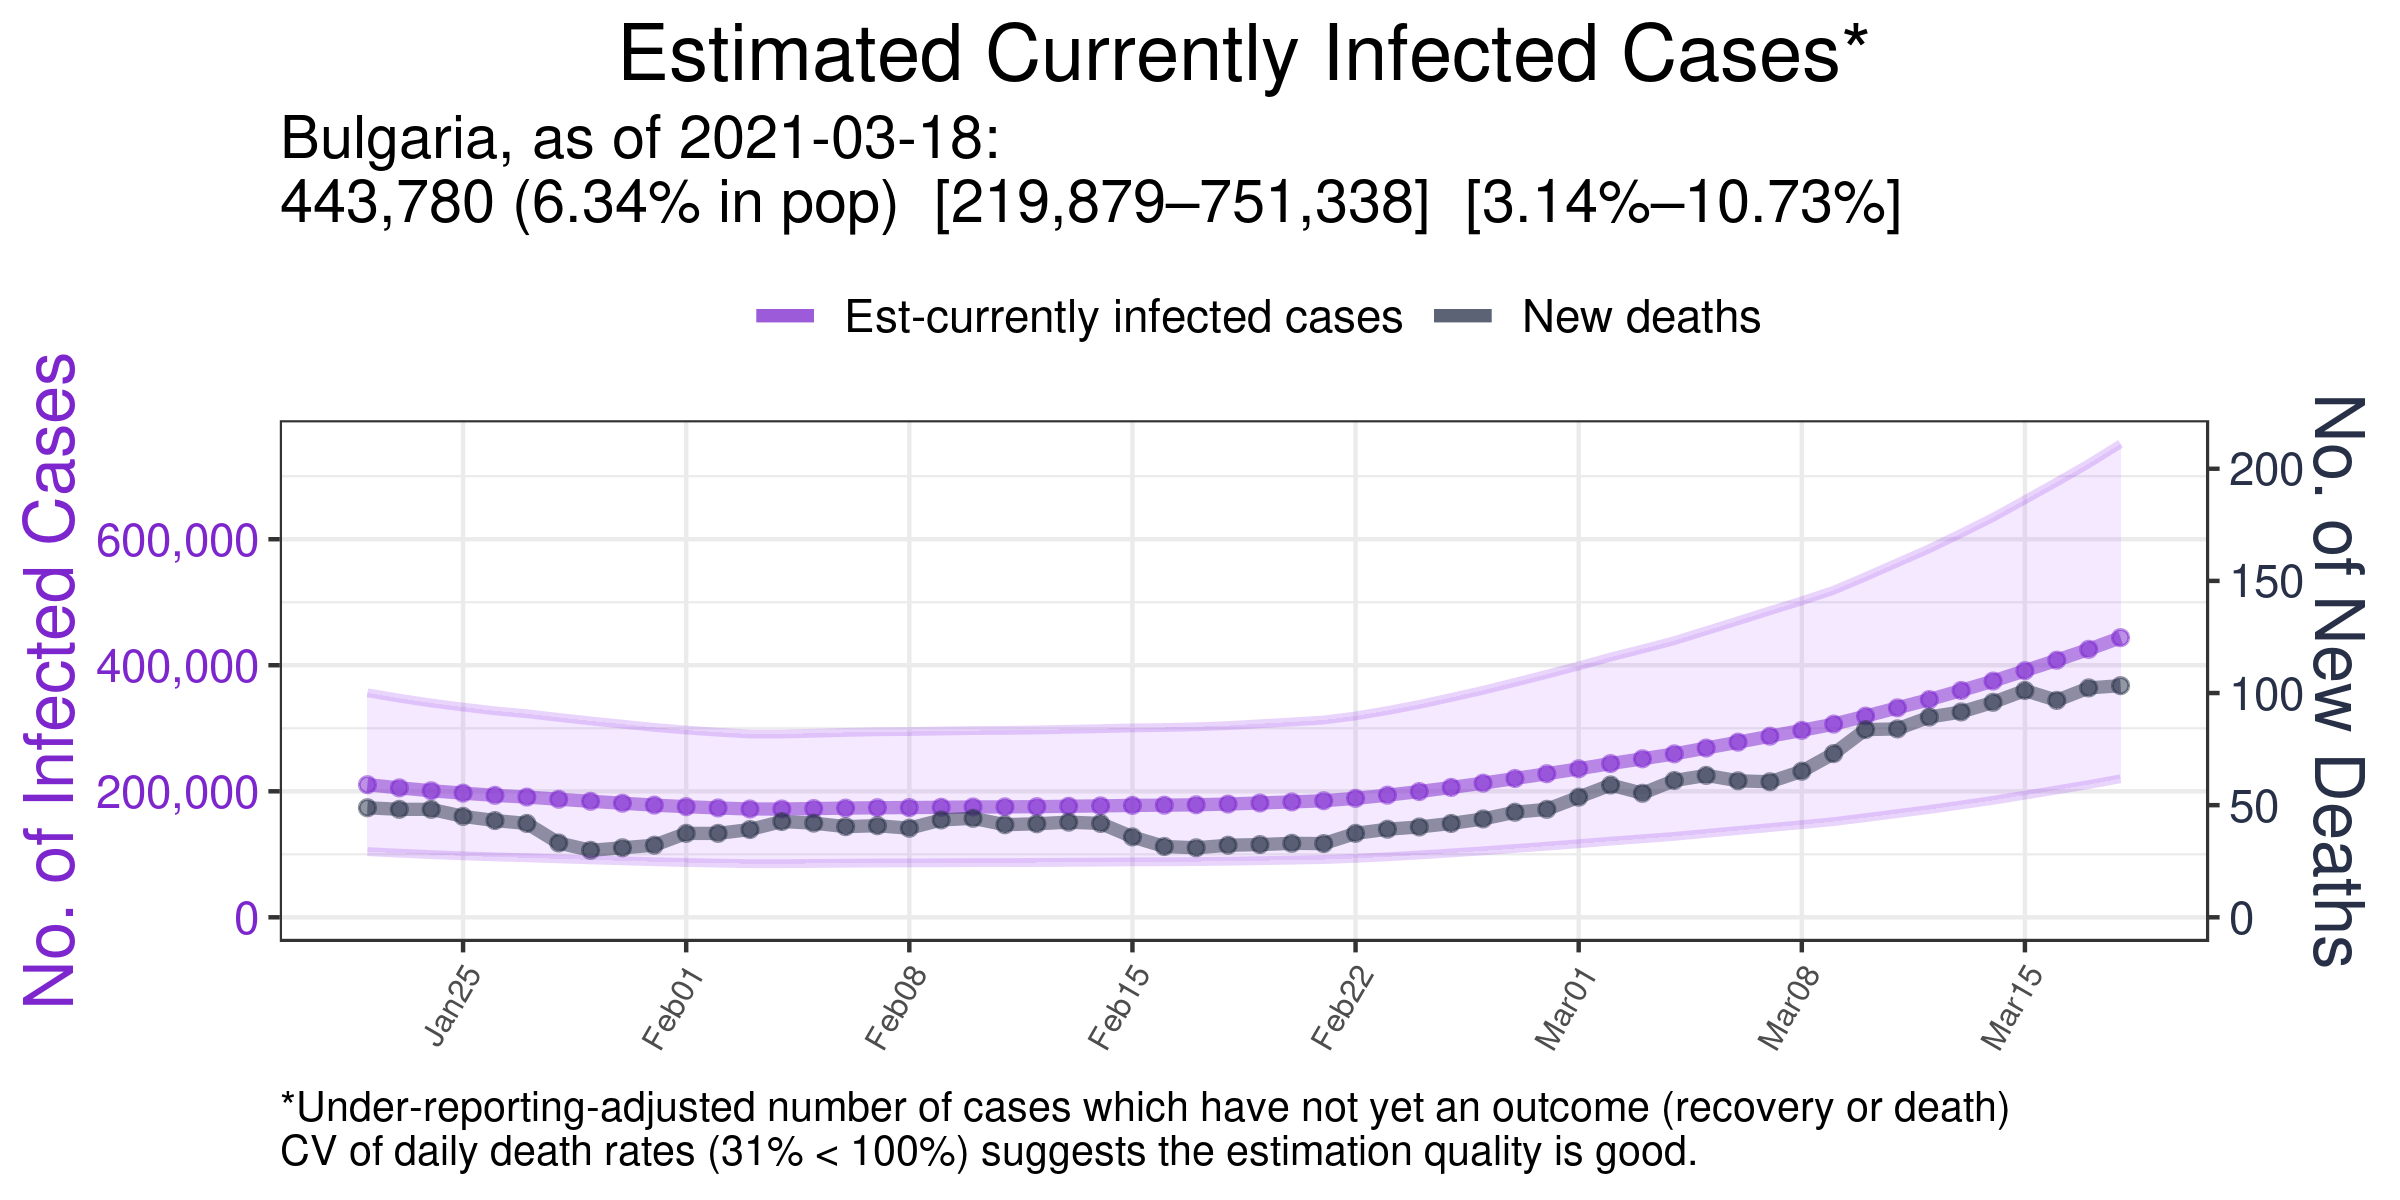 Estimated Currently Infected Cases*
Bulgaria, as of 2021-03-18:
443,780 (6.34% in pop) [219,879–751,338] [3.14%–10.73%]
Est-currently infected cases
New deaths
No. of Infected Cases
600,000
400,000
200,000
0
200
150
100
50
0
No. of New Deaths
Jan25
Feb01
Feb08
Feb15
Feb22
Mar01
Mar08
Mar15
*Under-reporting-adjusted number of cases which have not yet an outcome (recovery or death)
CV of daily death rates (31% < 100%) suggests the estimation quality is good.